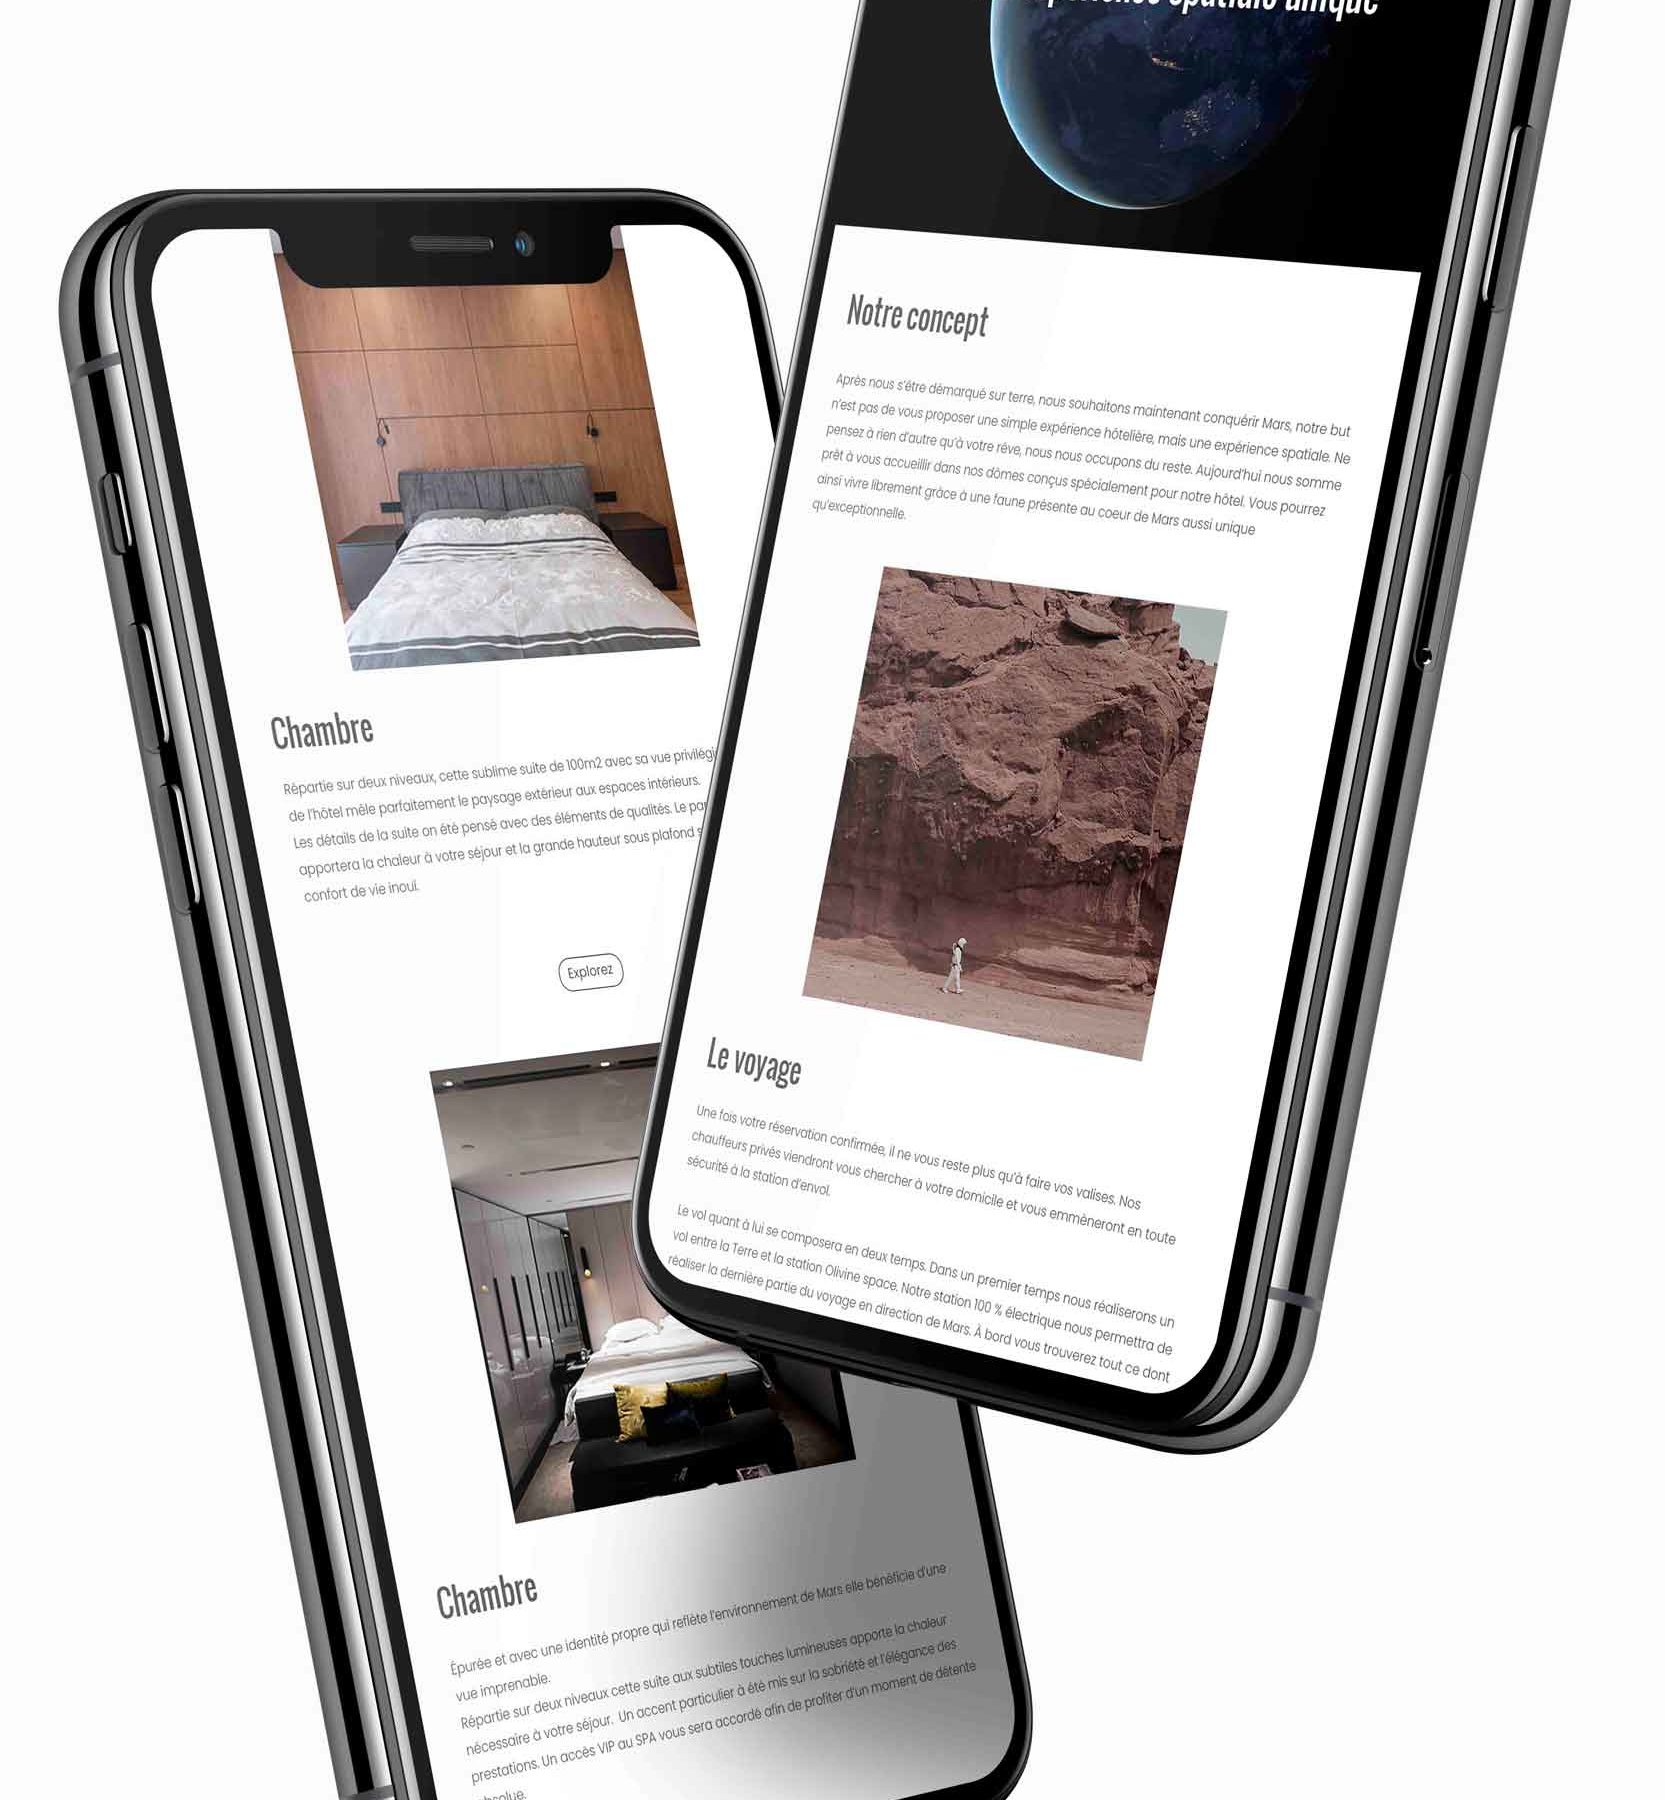 spatiale unique
Notre concept
Après nous s'être démarqué sur terre, nous souhaitons maintenant conquérir Mars, notre but
n'est pas de vous proposer une simple expérience hôtelière, mais une expérience spatiale. Ne
pensez à rien d'autre qu'à votre rêve, nous nous occupons du reste. Aujourd'hui nous somme
prêt à vous accueillir dans nos dômes conçus spécialement pour notre hôtel. Vous pourrez
ainsi vivre librement grâce à une faune présente au coeur de Mars aussi unique
qu'exceptionnelle.
Le voyage
Une fois votre réservation confirmée, il ne vous reste plus qu'à faire vos valises. Nos
chauffeurs privés viendront vous chercher à votre domicile et vous emmèneront en toute
sécurité à la station d'envol.
Le vol quant à lui se composera en deux temps. Dans un premier temps nous réaliserons un
vol entre la Terre et la station Olivine space. Notre station 100 % électrique nous permettra de
réaliser la dernière partie du voyage en direction de Mars. À bord vous trouverez tout ce dont
Chambre
Répartie sur deux niveaux, cette sublime suite de 100m2 avec sa vue
de l'hôtel mêle parfaitement le paysage extérieur aux espaces intérieurs.
Les détails de la suite on été pensé avec des éléments de qualités. Le
apportera la chaleur à votre séjour et la grande hauteur sous plafond
confort de vie inouï.
Explorez
Chambre
Épurée et avec une identité propre qui reflète l'environnement de Mars elle bénéficie d'une
vue imprenable.
Répartie sur deux niveaux cette suite aux subtiles touches lumineuses apporte la chaleur
nécessaire à votre séjour. Un accent particulier à été mis sur la sobriété et l'élégance des
prestations. Un accès VIP au SPA vous sera accordé afin de profiter d'un moment de détente